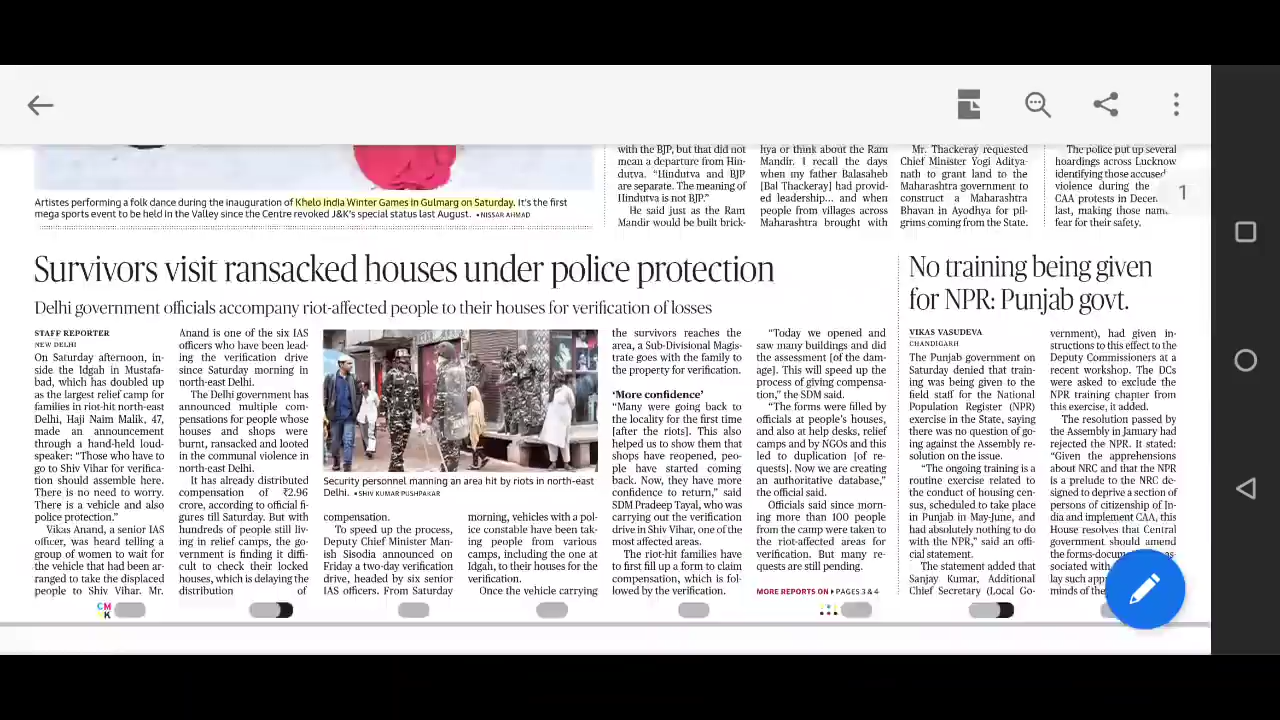 Artistes performing a folk dance during the inauguration of Khelo India Winter Games in Gulmarg on Saturday. It's the first
mega sports event to be held in the Valley since the Centre revoked J&K's special status last August. •NISSAR AHMAD
with the BJP, but that did not
mean a departure from Hin-
dutva. “Hindutva and BJP
are separate. The meaning of
Hindutva is not BJP.”
He said just as the Ram
Mandir would be built brick-
hya or think about the Ram
Mandir. I recall the days
when my father Balasaheb
[Bal Thackeray] had provid-
ed leadership... and when
people from villages across
Maharashtra brought with
Mr. Thackeray requested
Chief Minister Yogi Aditya-
nath to grant land to the
Maharashtra government to
construct a Maharashtra
Bhavan in Ayodhya for pil-
grims coming from the State.
The police put up several
hoardings across Lucknow
identifying those accused
violence during the
CAA protests in Decem
last, making those name
fear for their safety.
1
Survivors visit ransacked houses under police protection
Delhi government officials accompany riot-affected people to their houses for verification of losses
STAFF REPORTER
NEW DELHI
On Saturday afternoon, in-
side the Idgah in Mustafa-
bad, which has doubled up
as the largest relief camp for
families in riot-hit north-east
Delhi, Haji Naim Malik, 47,
made an announcement
through a hand-held loud-
speaker: “Those who have to
go to Shiv Vihar for verifica-
tion should assemble here.
There is no need to worry.
There is a vehicle and also
police protection.”
Vikas Anand, a senior IAS
officer, was heard telling a
group of women to wait for
the vehicle that had been ar-
ranged to take the displaced
people to Shiv Vihar. Mr.
Anand is one of the six IAS
officers who have been lead-
ing the verification drive
since Saturday morning in
north-east Delhi.
The Delhi government has
announced multiple com-
pensations for people whose
houses and shops were
burnt, ransacked and looted
in the communal violence in
north-east Delhi.
It has already distributed
compensation of ₹2.96
crore, according to official fi-
gures till Saturday. But with
hundreds of people still liv-
ing in relief camps, the go-
vernment is finding it diffi-
cult to check their locked
houses, which is delaying the
distribution of
Security personnel manning an area hit by riots in north-east
Delhi. •SHIV KUMAR PUSHPAKAR
compensation.
To speed up the process,
Deputy Chief Minister Man-
ish Sisodia announced on
Friday a two-day verification
drive, headed by six senior
IAS officers. From Saturday
morning, vehicles with a pol-
ice constable have been tak-
ing people from various
camps, including the one at
Idgah, to their houses for the
verification.
Once the vehicle carrying
the survivors reaches the
area, a Sub-Divisional Magis-
trate goes with the family to
the property for verification.
‘More confidence’
“Many were going back to
the locality for the first time
[after the riots]. This also
helped us to show them that
shops have reopened, peo-
ple have started coming
back. Now, they have more
confidence to return,” said
SDM Pradeep Tayal, who was
carrying out the verification
drive in Shiv Vihar, one of the
most affected areas.
The riot-hit families have
to first fill up a form to claim
compensation, which is fol-
lowed by the verification.
“Today we opened and
saw many buildings and did
the assessment [of the dam-
age]. This will speed up the
process of giving compensa-
tion,” the SDM said.
“The forms were filled by
officials at people's houses,
and also at help desks, relief
camps and by NGOs and this
led to duplication [of re-
quests]. Now we are creating
an authoritative database,”
the official said.
Officials said since morn-
ing more than 100 people
from the camp were taken to
the riot-affected areas for
verification. But many re-
quests are still pending.
MORE REPORTS ON ▸ PAGES 3 & 4
No training being given
for NPR: Punjab govt.
VIKAS VASUDEVA
CHANDIGARH
The Punjab government on
Saturday denied that train-
ing was being given to the
field staff for the National
Population Register (NPR)
exercise in the State, saying
there was no question of go-
ing against the Assembly re-
solution on the issue.
“The ongoing training is a
routine exercise related to
the conduct of housing cen-
sus, scheduled to take place
in Punjab in May-June, and
had absolutely nothing to do
with the NPR,” said an offi-
cial statement.
The statement added that
Sanjay Kumar, Additional
Chief Secretary (Local Go-
vernment), had given in-
structions to this effect to the
Deputy Commissioners at a
recent workshop. The DCs
were asked to exclude the
NPR training chapter from
this exercise, it added.
The resolution passed by
the Assembly in January had
rejected the NPR. It stated:
“Given the apprehensions
about NRC and that the NPR
is a prelude to the NRC de-
signed to deprive a section of
persons of citizenship of In-
dia and implement CAA, this
House resolves that Central
government should amend
the forms-docum
sociated with
lay such app
minds of the
CM
K